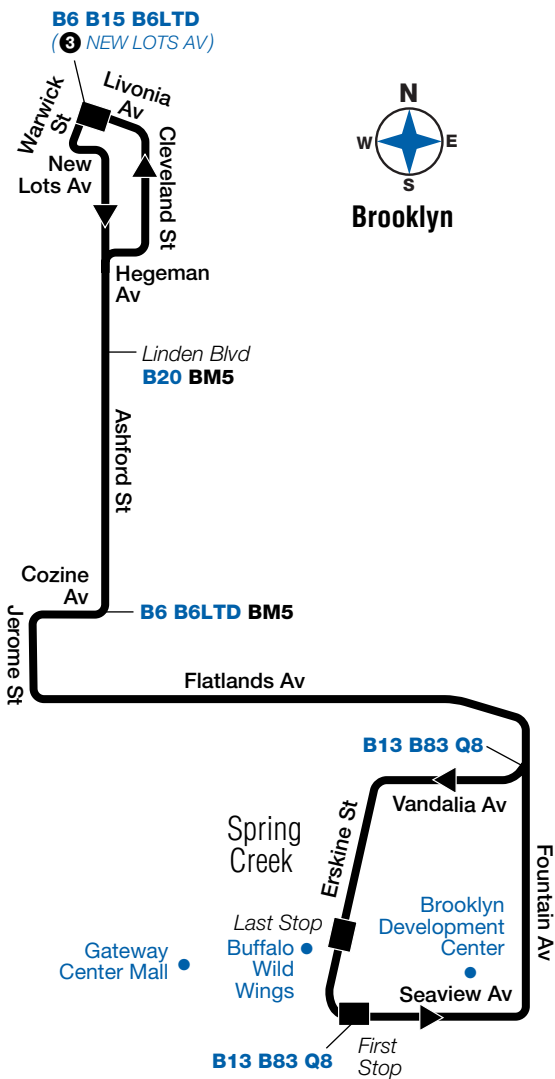 B6 B15 B6LTD
(3 NEW LOTS AV)
Livonia
Av
Warwick
St
New
Lots Av
Cleveland St
Hegeman
Av
N
W E
S
Brooklyn
Linden Blvd
B20 BM5
Ashford St
Cozine
Av
B6 B6LTD BM5
Jerome St
Flatlands Av
B13 B83 Q8
Vandalia Av
Spring
Creek
Erskine St
Fountain Av
Brooklyn
Development
Center
Last Stop
Buffalo
Wild
Wings
Gateway
Center Mall
Seaview Av
B13 B83 Q8
First
Stop